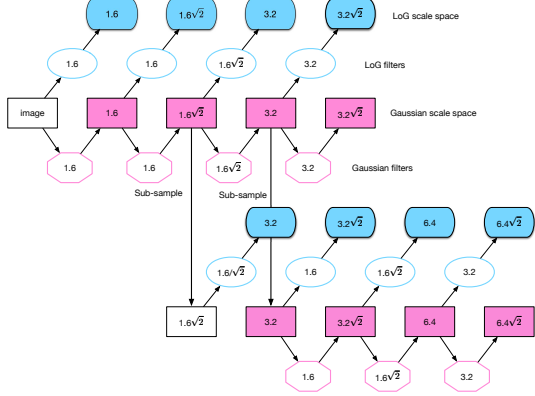 1.6 1.6√2 3.2 3.2√2 LoG scale space
1.6 1.6 1.6√2 3.2 LoG filters
image 1.6 1.6√2 3.2 3.2√2 Gaussian scale space
1.6 1.6 1.6√2 3.2 Gaussian filters
Sub-sample Sub-sample
3.2 3.2√2 6.4 6.4√2
1.6/√2 1.6 1.6√2 3.2
1.6√2 3.2 3.2√2 6.4 6.4√2
1.6 1.6√2 3.2